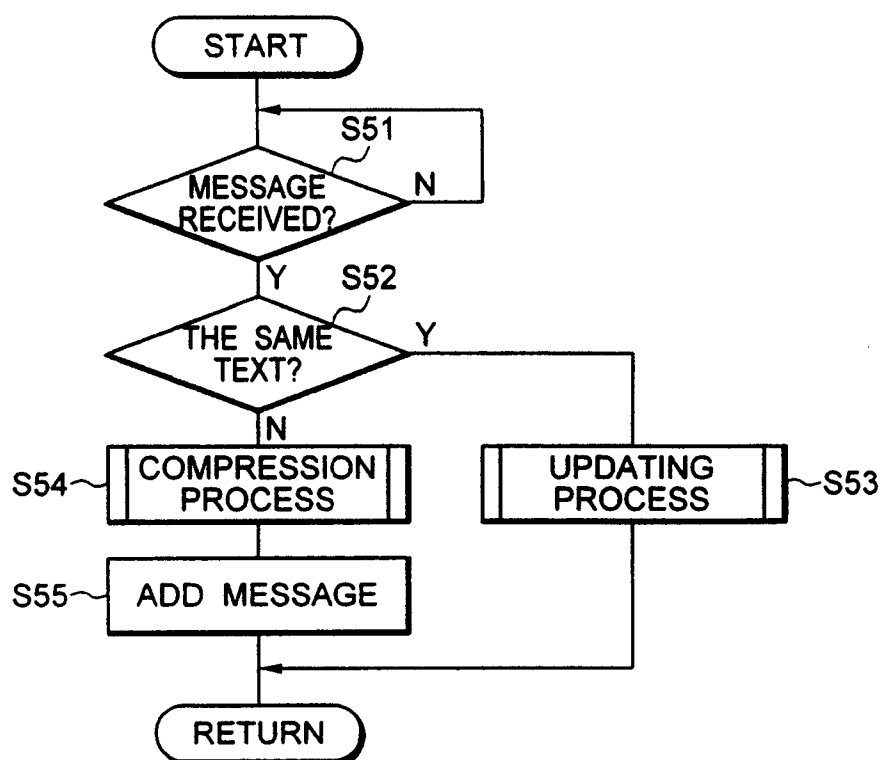 START
S51
MESSAGE
RECEIVED?
N
Y
S52
THE SAME
TEXT?
Y
N
S54
COMPRESSION
PROCESS
UPDATING
PROCESS
S53
S55
ADD MESSAGE
RETURN